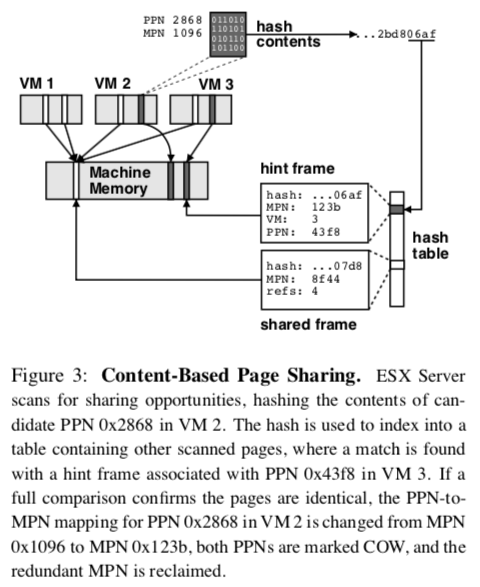 PPN 2868
MPN 1096
011010
110101
010110
101100
hash
contents
...2bd806af
VM 1
VM 2
VM 3
Machine
Memory
hint frame
hash: ...06af
MPN: 123b
VM: 3
PPN: 43f8
hash
table
hash: ...07d8
MPN: 8f44
refs: 4
shared frame
Figure 3: Content-Based Page Sharing. ESX Server
scans for sharing opportunities, hashing the contents of can-
didate PPN 0x2868 in VM 2. The hash is used to index into a
table containing other scanned pages, where a match is found
with a hint frame associated with PPN 0x43f8 in VM 3. If a
full comparison confirms the pages are identical, the PPN-to-
MPN mapping for PPN 0x2868 in VM 2 is changed from MPN
0x1096 to MPN 0x123b, both PPNs are marked COW, and the
redundant MPN is reclaimed.